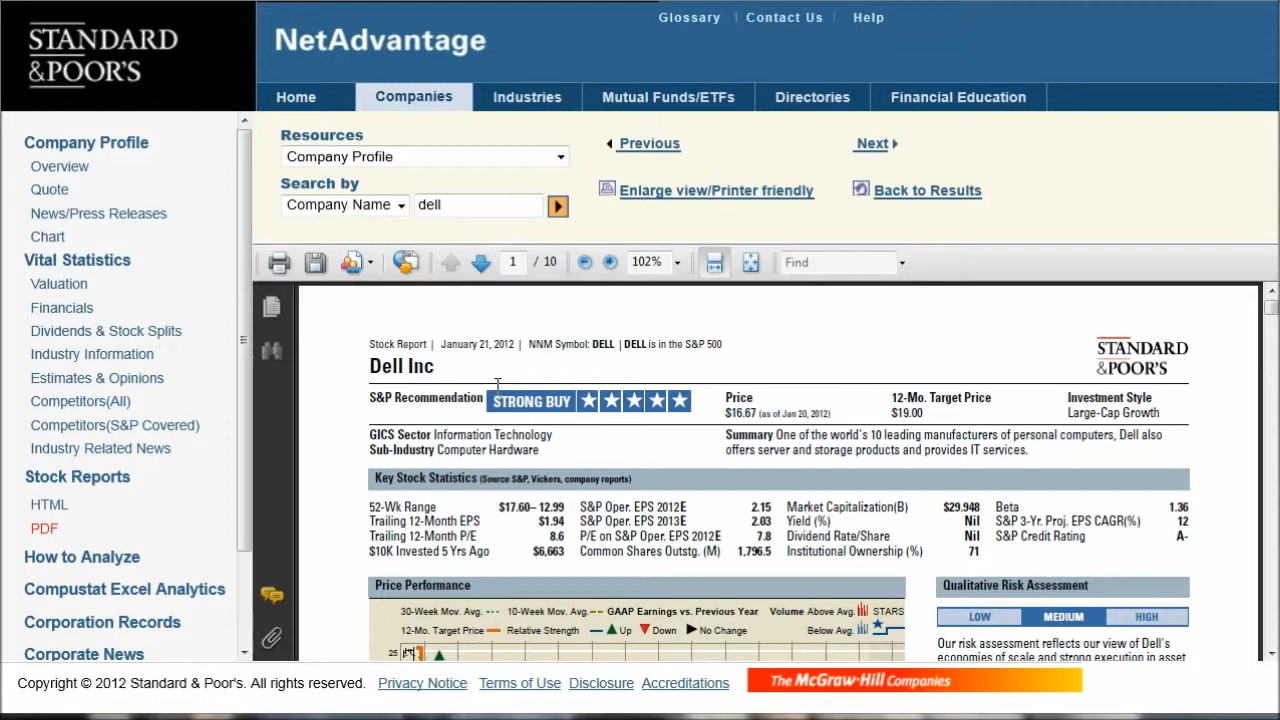 STANDARD
&POOR'S
NetAdvantage
Glossary | Contact Us | Help
Home
Companies
Industries
Mutual Funds/ETFs
Directories
Financial Education
Company Profile
Overview
Quote
News/Press Releases
Chart
Vital Statistics
Valuation
Financials
Dividends & Stock Splits
Industry Information
Estimates & Opinions
Competitors(All)
Competitors(S&P Covered)
Industry Related News
Stock Reports
HTML
PDF
How to Analyze
Compustat Excel Analytics
Corporation Records
Corporate News
Resources
Company Profile
Search by
Company Name dell
Previous
Next
Enlarge view/Printer friendly
Back to Results
1 / 10 102% Find
Stock Report | January 21, 2012 | NNM Symbol: DELL | DELL is in the S&P 500
Dell Inc
STANDARD
&POOR'S
S&P Recommendation STRONG BUY ★ ★ ★ ★ ★
Price
$16.67 (as of Jan 20, 2012)
12-Mo. Target Price
$19.00
Investment Style
Large-Cap Growth
GICS Sector Information Technology
Sub-Industry Computer Hardware
Summary One of the world's 10 leading manufacturers of personal computers, Dell also
offers server and storage products and provides IT services.
Key Stock Statistics (Source S&P, Vickers, company reports)
52-Wk Range $17.60– 12.99 S&P Oper. EPS 2012E 2.15 Market Capitalization(B) $29.948 Beta 1.36
Trailing 12-Month EPS $1.94 S&P Oper. EPS 2013E 2.03 Yield (%) Nil S&P 3-Yr. Proj. EPS CAGR(%) 12
Trailing 12-Month P/E 8.6 P/E on S&P Oper. EPS 2012E 7.8 Dividend Rate/Share Nil S&P Credit Rating A-
$10K Invested 5 Yrs Ago $6,663 Common Shares Outstg. (M) 1,796.5 Institutional Ownership (%) 71
Price Performance
30-Week Mov. Avg. 10-Week Mov. Avg. GAAP Earnings vs. Previous Year Volume Above Avg. STARS
12-Mo. Target Price Relative Strength Up Down No Change Below Avg.
25
Qualitative Risk Assessment
LOW MEDIUM HIGH
Our risk assessment reflects our view of Dell's
economies of scale and strong execution in asset
Copyright © 2012 Standard & Poor's. All rights reserved. Privacy Notice Terms of Use Disclosure Accreditations
The McGraw-Hill Companies